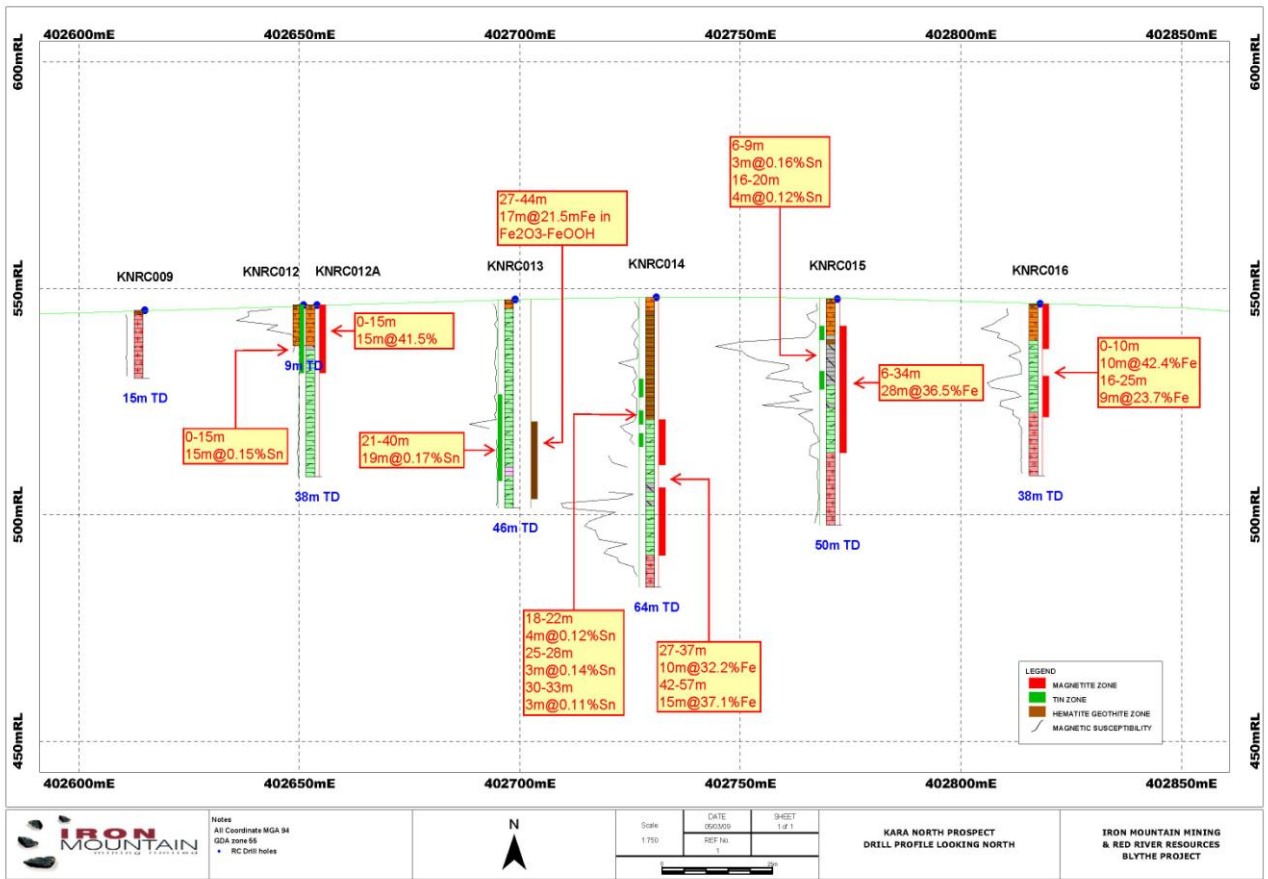 402600mE 402650mE 402700mE 402750mE 402800mE 402850mE
600mRL 600mRL
6-9m
3m@0.16%Sn
16-20m
4m@0.12%Sn
27-44m
17m@21.5mFe in
Fe2O3-FeOOH
KNRC009 KNRC012 KNRC012A KNRC013 KNRC014 KNRC015 KNRC016
550mRL 550mRL
0-15m
15m@41.5%
0-10m
10m@42.4%Fe
16-25m
9m@23.7%Fe
9m TD
6-34m
28m@36.5%Fe
15m TD
0-15m
15m@0.15%Sn
21-40m
19m@0.17%Sn
38m TD
38m TD
500mRL 500mRL
46m TD
50m TD
64m TD
18-22m
4m@0.12%Sn
25-28m
3m@0.14%Sn
30-33m
3m@0.11%Sn
27-37m
10m@32.2%Fe
42-57m
15m@37.1%Fe
LEGEND
MAGNETITE ZONE
TIN ZONE
HEMATITE GEOTHITE ZONE
MAGNETIC SUSCEPTIBILITY
450mRL 450mRL
402600mE 402650mE 402700mE 402750mE 402800mE 402850mE
IRON
MOUNTAIN
mining limited
Notes
All Coordinate MGA 94
GDA zone 55
RC Drill holes
N
Scale
1:750
DATE
05/03/09
SHEET
1 of 1
REF No.
1
0 25m
KARA NORTH PROSPECT
DRILL PROFILE LOOKING NORTH
IRON MOUNTAIN MINING
& RED RIVER RESOURCES
BLYTHE PROJECT